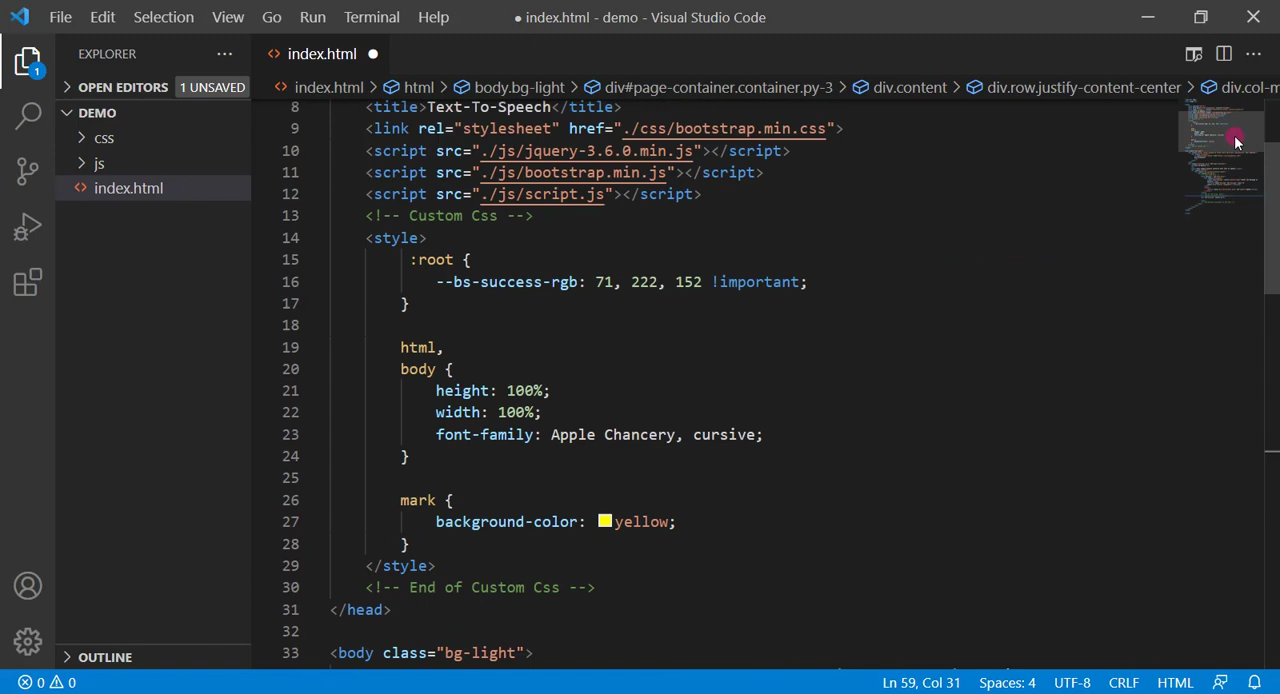 File Edit Selection View Go Run Terminal Help ● index.html - demo - Visual Studio Code
EXPLORER ··· <> index.html ●
OPEN EDITORS 1 UNSAVED
index.html > html > body.bg-light > div#page-container.container.py-3 > div.content > div.row.justify-content-center > div.col-m
DEMO
css
js
<> index.html
OUTLINE
1
8 <title>Text-To-Speech</title>
9 <link rel="stylesheet" href="./css/bootstrap.min.css">
10 <script src="./js/jquery-3.6.0.min.js"></script>
11 <script src="./js/bootstrap.min.js"></script>
12 <script src="./js/script.js"></script>
13 <!-- Custom Css -->
14 <style>
15 :root {
16 --bs-success-rgb: 71, 222, 152 !important;
17 }
18
19 html,
20 body {
21 height: 100%;
22 width: 100%;
23 font-family: Apple Chancery, cursive;
24 }
25
26 mark {
27 background-color: yellow;
28 }
29 </style>
30 <!-- End of Custom Css -->
31 </head>
32
33 <body class="bg-light">
0 0 Ln 59, Col 31 Spaces: 4 UTF-8 CRLF HTML